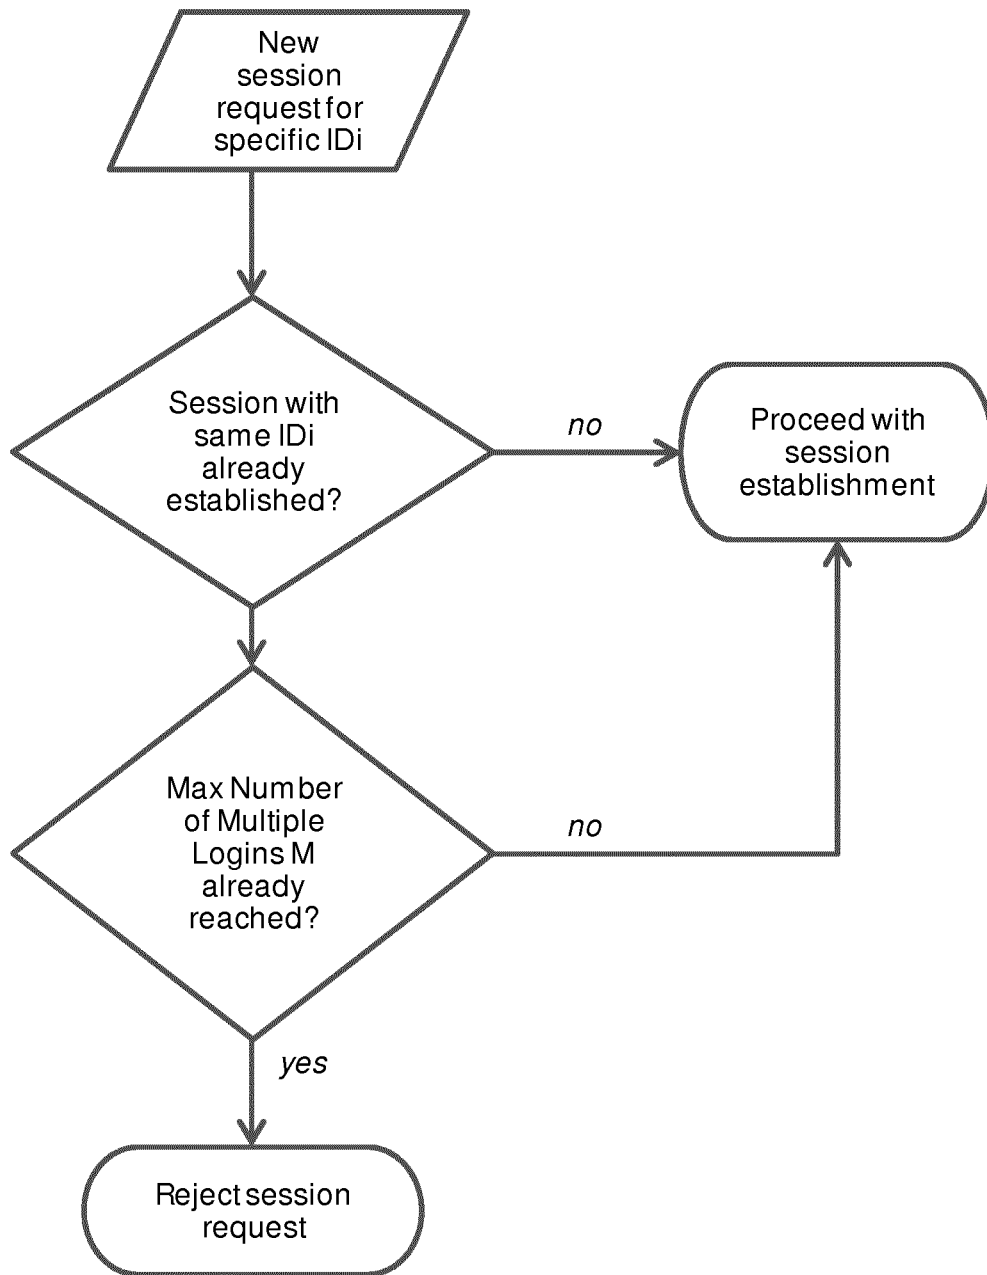 New
session
request for
specific IDi
Session with
same IDi
already
established?
no
Proceed with
session
establishment
Max Number
of Multiple
Logins M
already
reached?
no
yes
Reject session
request